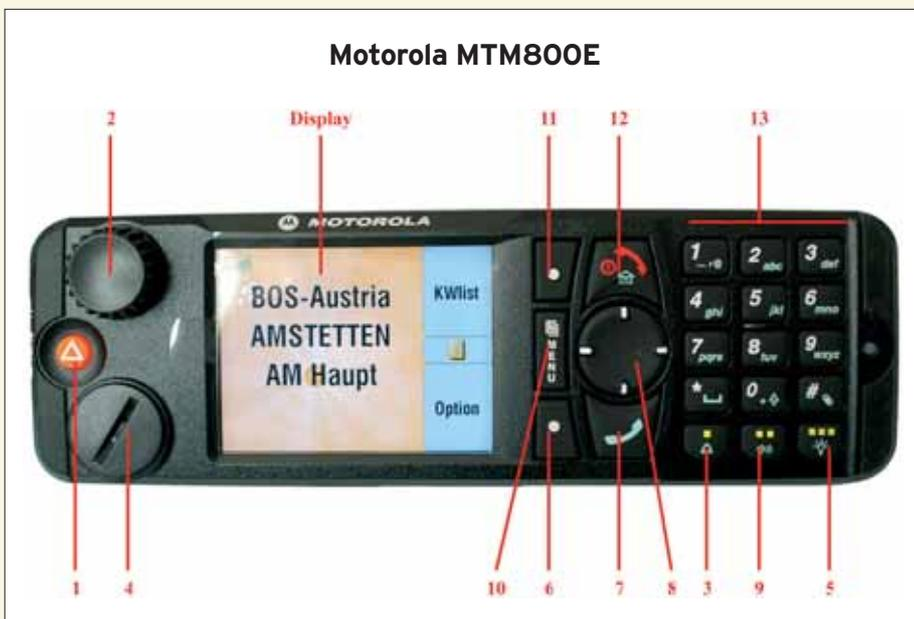 Motorola MTM800E
2 Display 11 12 13
MOTOROLA
BOS-Austria
AMSTETTEN
AM Haupt
KWlist
Option
MENU
1 2 abc 3 def
4 ghi 5 jkl 6 mno
7 pqrs 8 tuv 9 wxyz
* 0 + #
1 4 10 6 7 8 3 9 5